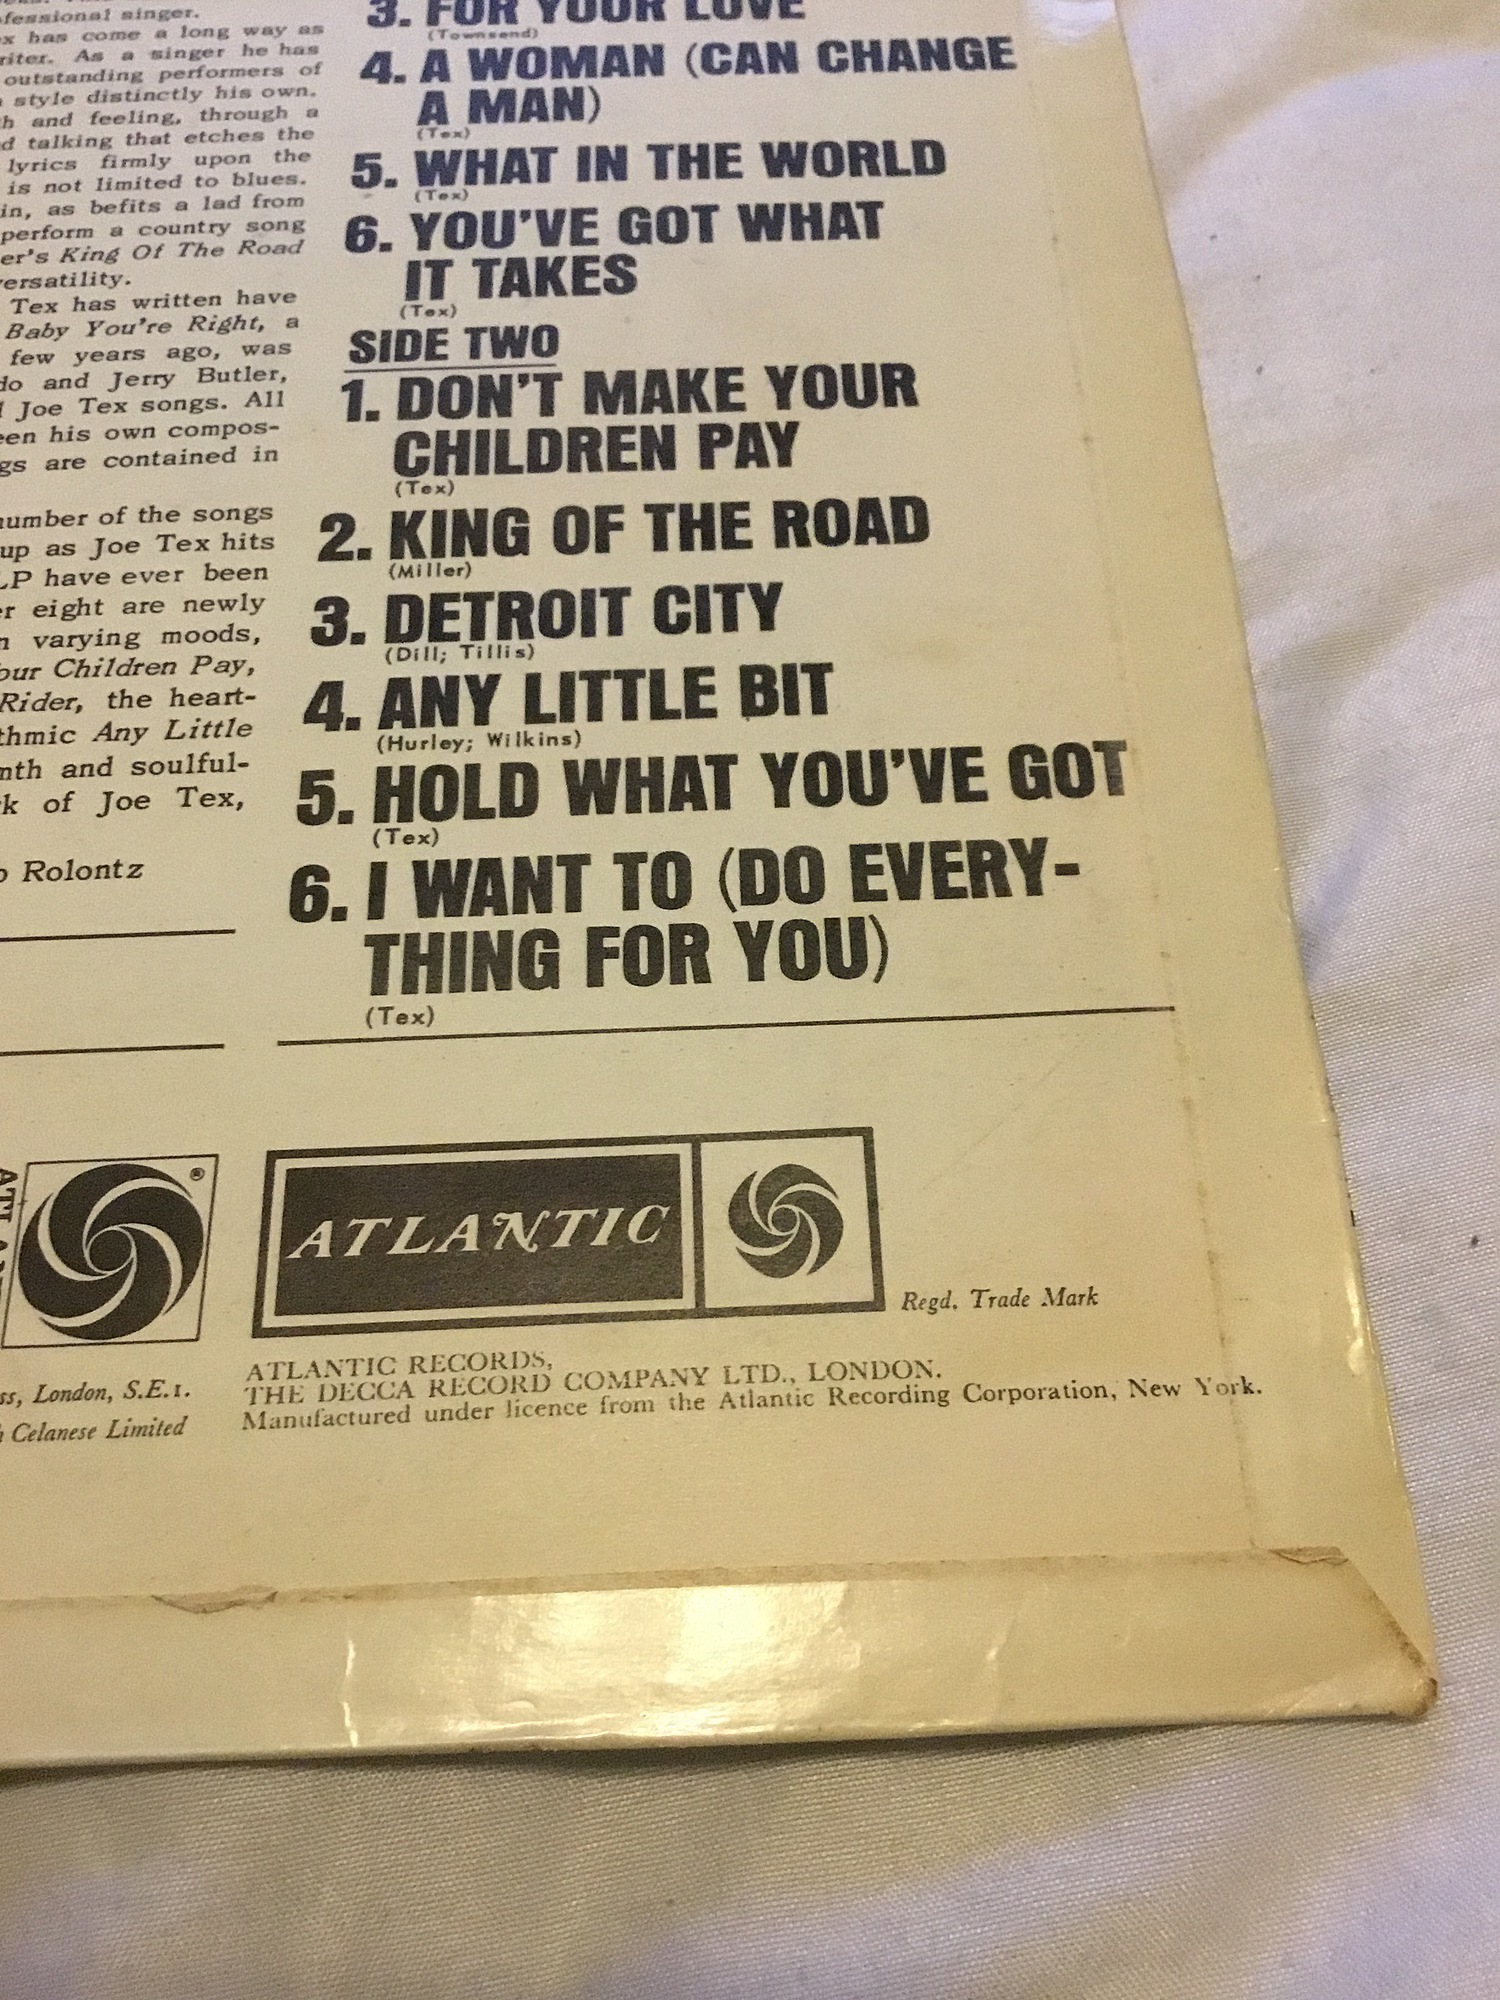 fessional singer.
x has come a long way as
riter. As a singer he has
outstanding performers of
style distinctly his own.
h and feeling, through a
d talking that etches the
lyrics firmly upon the
is not limited to blues.
in, as befits a lad from
perform a country song
er's King Of The Road
ersatility.
Tex has written have
Baby You're Right, a
few years ago, was
do and Jerry Butler,
Joe Tex songs. All
een his own compos-
gs are contained in
number of the songs
up as Joe Tex hits
LP have ever been
er eight are newly
n varying moods,
our Children Pay,
Rider, the heart-
thmic Any Little
nth and soulful-
k of Joe Tex,
Rolontz
3. FOR YOUR LOVE
(Townsend)
4. A WOMAN (CAN CHANGE
A MAN)
(Tex)
5. WHAT IN THE WORLD
(Tex)
6. YOU'VE GOT WHAT
IT TAKES
(Tex)
SIDE TWO
1. DON'T MAKE YOUR
CHILDREN PAY
(Tex)
2. KING OF THE ROAD
(Miller)
3. DETROIT CITY
(Dill; Tillis)
4. ANY LITTLE BIT
(Hurley; Wilkins)
5. HOLD WHAT YOU'VE GOT
(Tex)
6. I WANT TO (DO EVERY-
THING FOR YOU)
(Tex)
®
ATLANTIC
Regd. Trade Mark
ss, London, S.E.1.
Celanese Limited
ATLANTIC RECORDS,
THE DECCA RECORD COMPANY LTD., LONDON.
Manufactured under licence from the Atlantic Recording Corporation, New York.